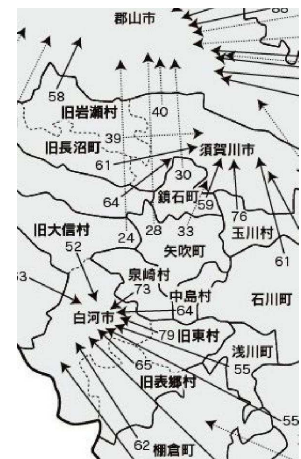 郡山市
88
58
旧岩瀬村
40
39
旧長沼町
須賀川市
61
30
64
鏡石町
59
旧大信村
24
28
33
76
玉川村
矢吹町
61
52
泉崎村
73
中島村
石川町
白河市
64
79
旧東村
浅川町
65
55
旧表郷村
55
62
棚倉町